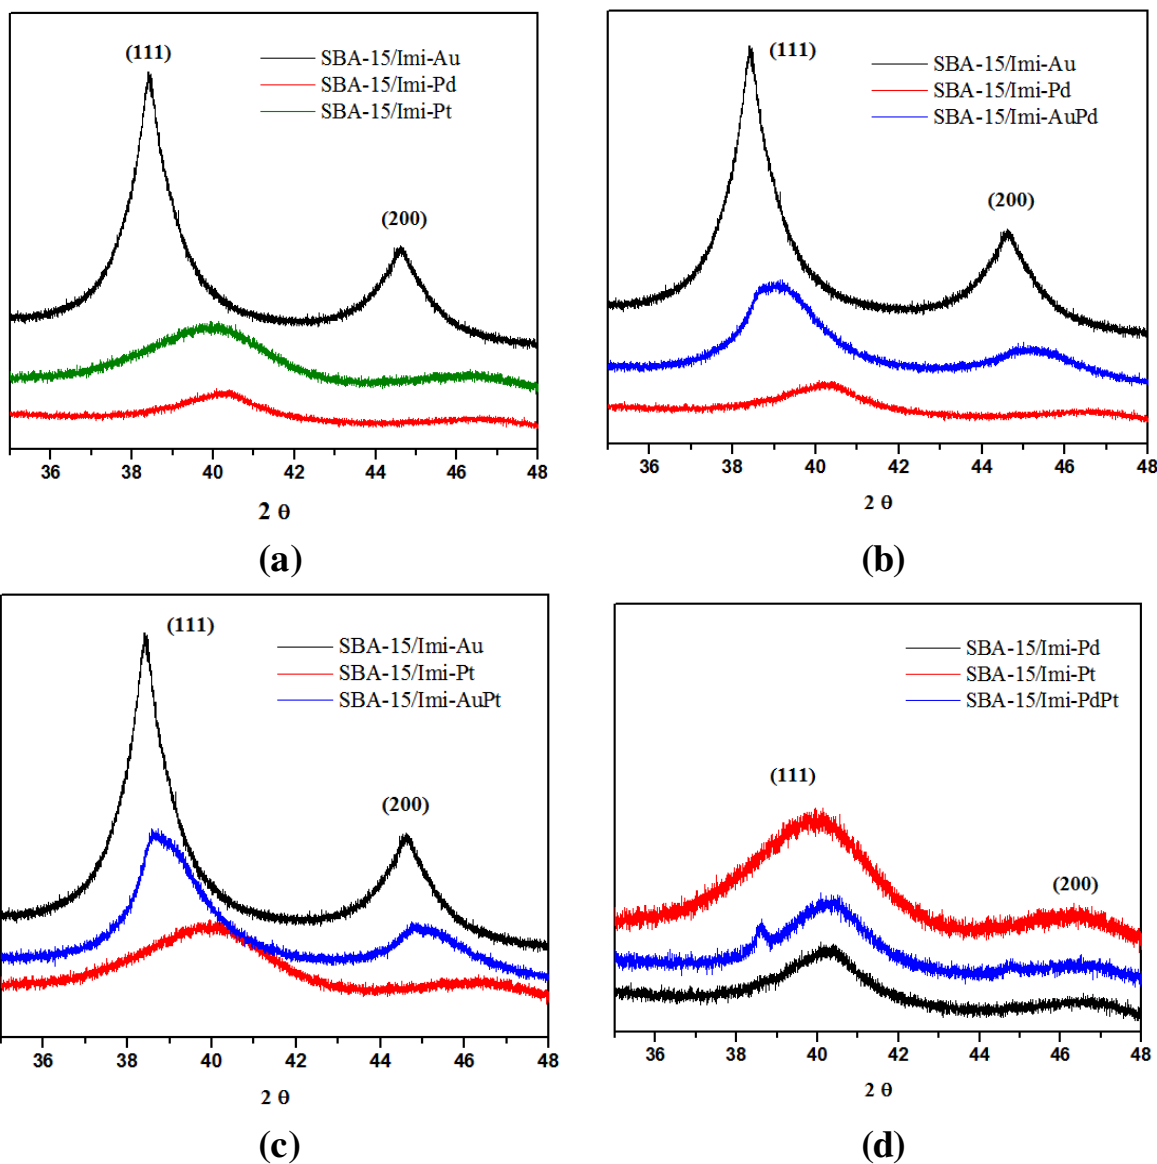 (111)
SBA-15/Imi-Au
SBA-15/Imi-Pd
SBA-15/Imi-Pt
(200)
36 38 40 42 44 46 48
2 θ
(a)
(111)
SBA-15/Imi-Au
SBA-15/Imi-Pd
SBA-15/Imi-AuPd
(200)
36 38 40 42 44 46 48
2 θ
(b)
(111)
SBA-15/Imi-Au
SBA-15/Imi-Pt
SBA-15/Imi-AuPt
(200)
36 38 40 42 44 46 48
2 θ
(c)
SBA-15/Imi-Pd
SBA-15/Imi-Pt
SBA-15/Imi-PdPt
(111)
(200)
36 38 40 42 44 46 48
2 θ
(d)